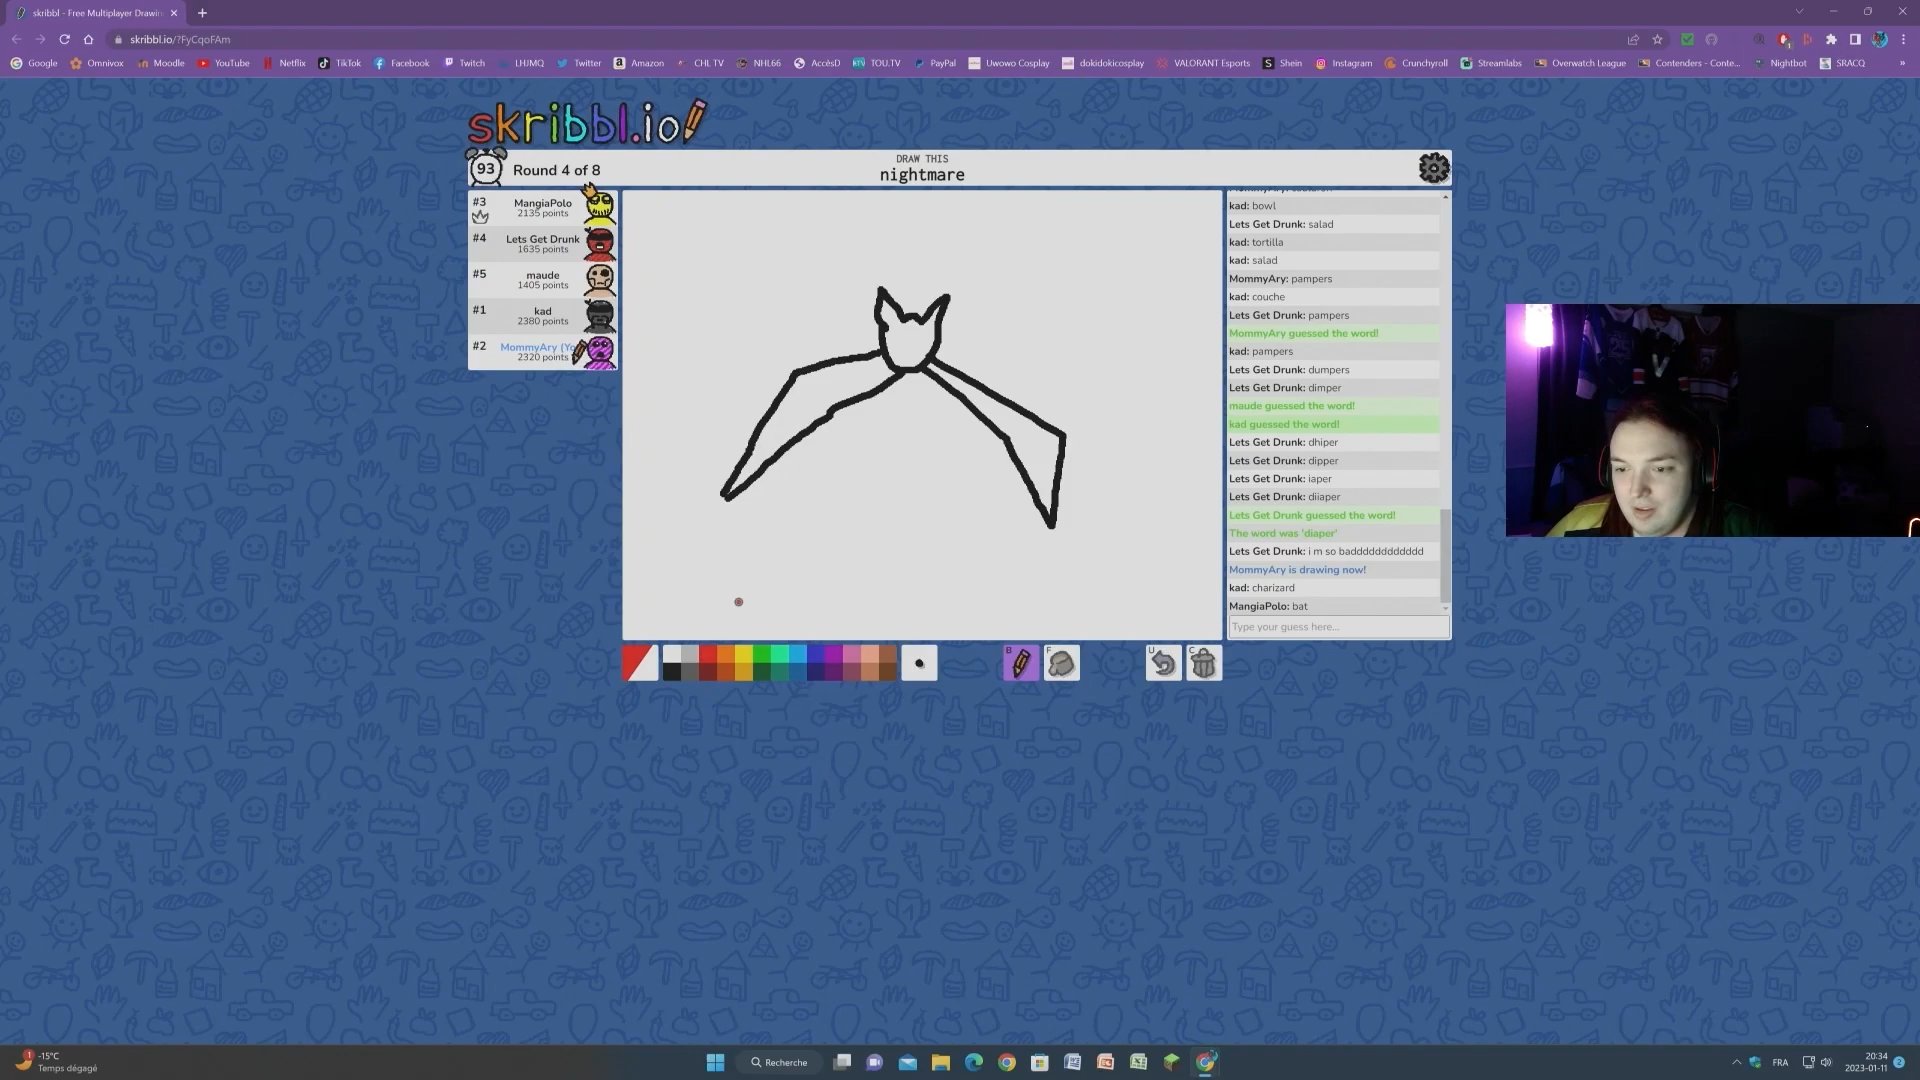 skribbl - Free Multiplayer Drawin
skribbl.io/?FyCqoFAm
Google Omnivox Moodle YouTube Netflix TikTok Facebook Twitch LHJMQ Twitter Amazon CHL TV NHL66 AccèsD TOU.TV PayPal Uwowo Cosplay dokidokicosplay VALORANT Esports Shein Instagram Crunchyroll Streamlabs Overwatch League Contenders - Conte... Nightbot SRACQ »
skribbl.io
93
Round 4 of 8
DRAW THIS
nightmare
#3 MangiaPolo
2135 points
#4 Lets Get Drunk
1635 points
#5 maude
1405 points
#1 kad
2380 points
#2 MommyAry (Yo
2320 points
kad: bowl
Lets Get Drunk: salad
kad: tortilla
kad: salad
MommyAry: pampers
kad: couche
Lets Get Drunk: pampers
MommyAry guessed the word!
kad: pampers
Lets Get Drunk: dumpers
Lets Get Drunk: dimper
maude guessed the word!
kad guessed the word!
Lets Get Drunk: dhiper
Lets Get Drunk: dipper
Lets Get Drunk: iaper
Lets Get Drunk: diiaper
Lets Get Drunk guessed the word!
The word was 'diaper'
Lets Get Drunk: i m so badddddddddddd
MommyAry is drawing now!
kad: charizard
MangiaPolo: bat
Type your guess here...
B F U C
1
-15°C
Temps dégagé
Recherche
FRA
20:34
2023-01-11
2